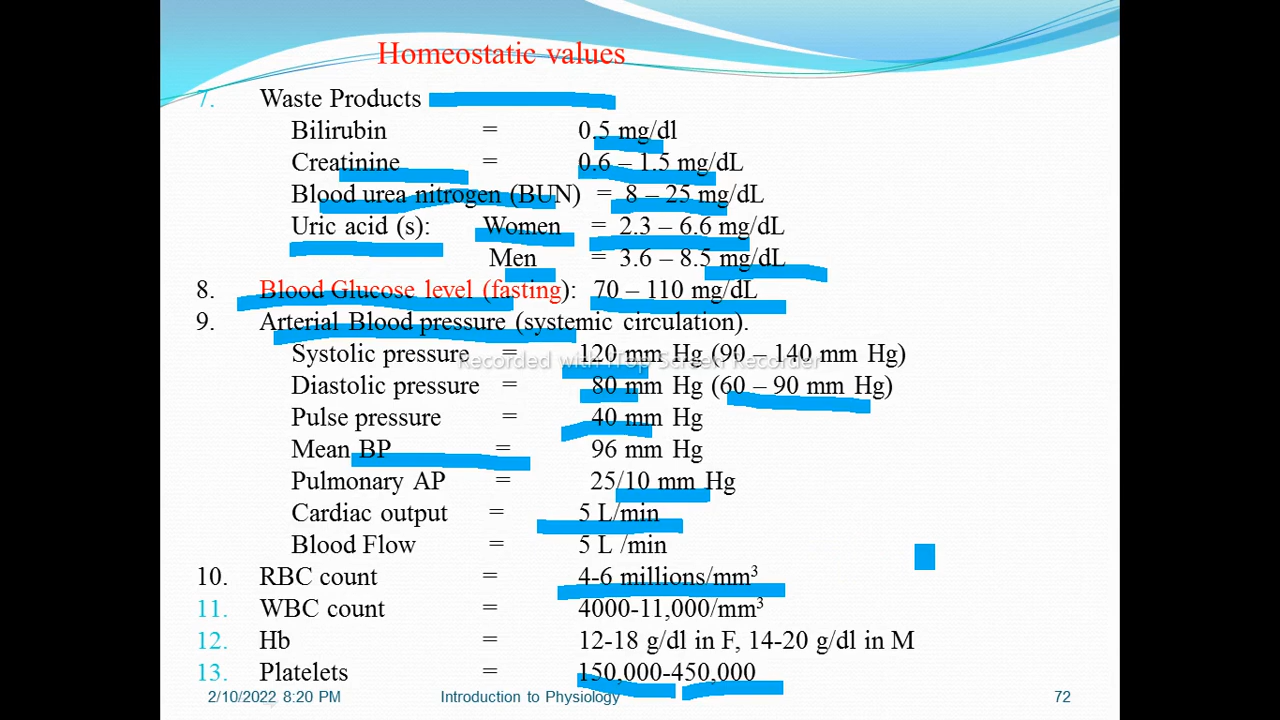 Homeostatic values
7. Waste Products
Bilirubin = 0.5 mg/dl
Creatinine = 0.6 – 1.5 mg/dL
Blood urea nitrogen (BUN) = 8 – 25 mg/dL
Uric acid (s): Women = 2.3 – 6.6 mg/dL
Men = 3.6 – 8.5 mg/dL
8. Blood Glucose level (fasting): 70 – 110 mg/dL
9. Arterial Blood pressure (systemic circulation).
Systolic pressure = 120 mm Hg (90 – 140 mm Hg)
Recorded with iTop Screen Recorder
Diastolic pressure = 80 mm Hg (60 – 90 mm Hg)
Pulse pressure = 40 mm Hg
Mean BP = 96 mm Hg
Pulmonary AP = 25/10 mm Hg
Cardiac output = 5 L/min
Blood Flow = 5 L /min
10. RBC count = 4-6 millions/mm³
11. WBC count = 4000-11,000/mm³
12. Hb = 12-18 g/dl in F, 14-20 g/dl in M
13. Platelets = 150,000-450,000
2/10/2022 8:20 PM Introduction to Physiology 72